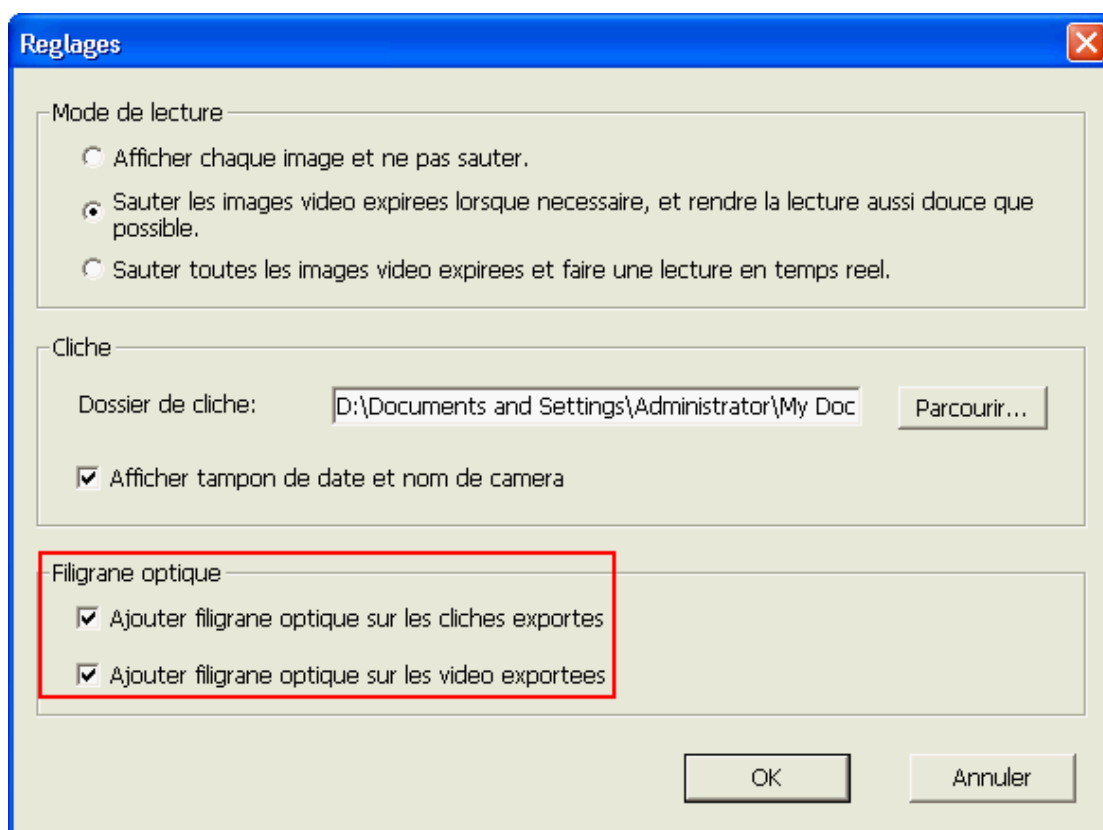 Reglages
Mode de lecture
Afficher chaque image et ne pas sauter.
Sauter les images video expirees lorsque necessaire, et rendre la lecture aussi douce que
possible.
Sauter toutes les images video expirees et faire une lecture en temps reel.
Cliche
Dossier de cliche: D:\Documents and Settings\Administrator\My Doc Parcourir...
Afficher tampon de date et nom de camera
Filigrane optique
Ajouter filigrane optique sur les cliches exportes
Ajouter filigrane optique sur les video exportees
OK Annuler